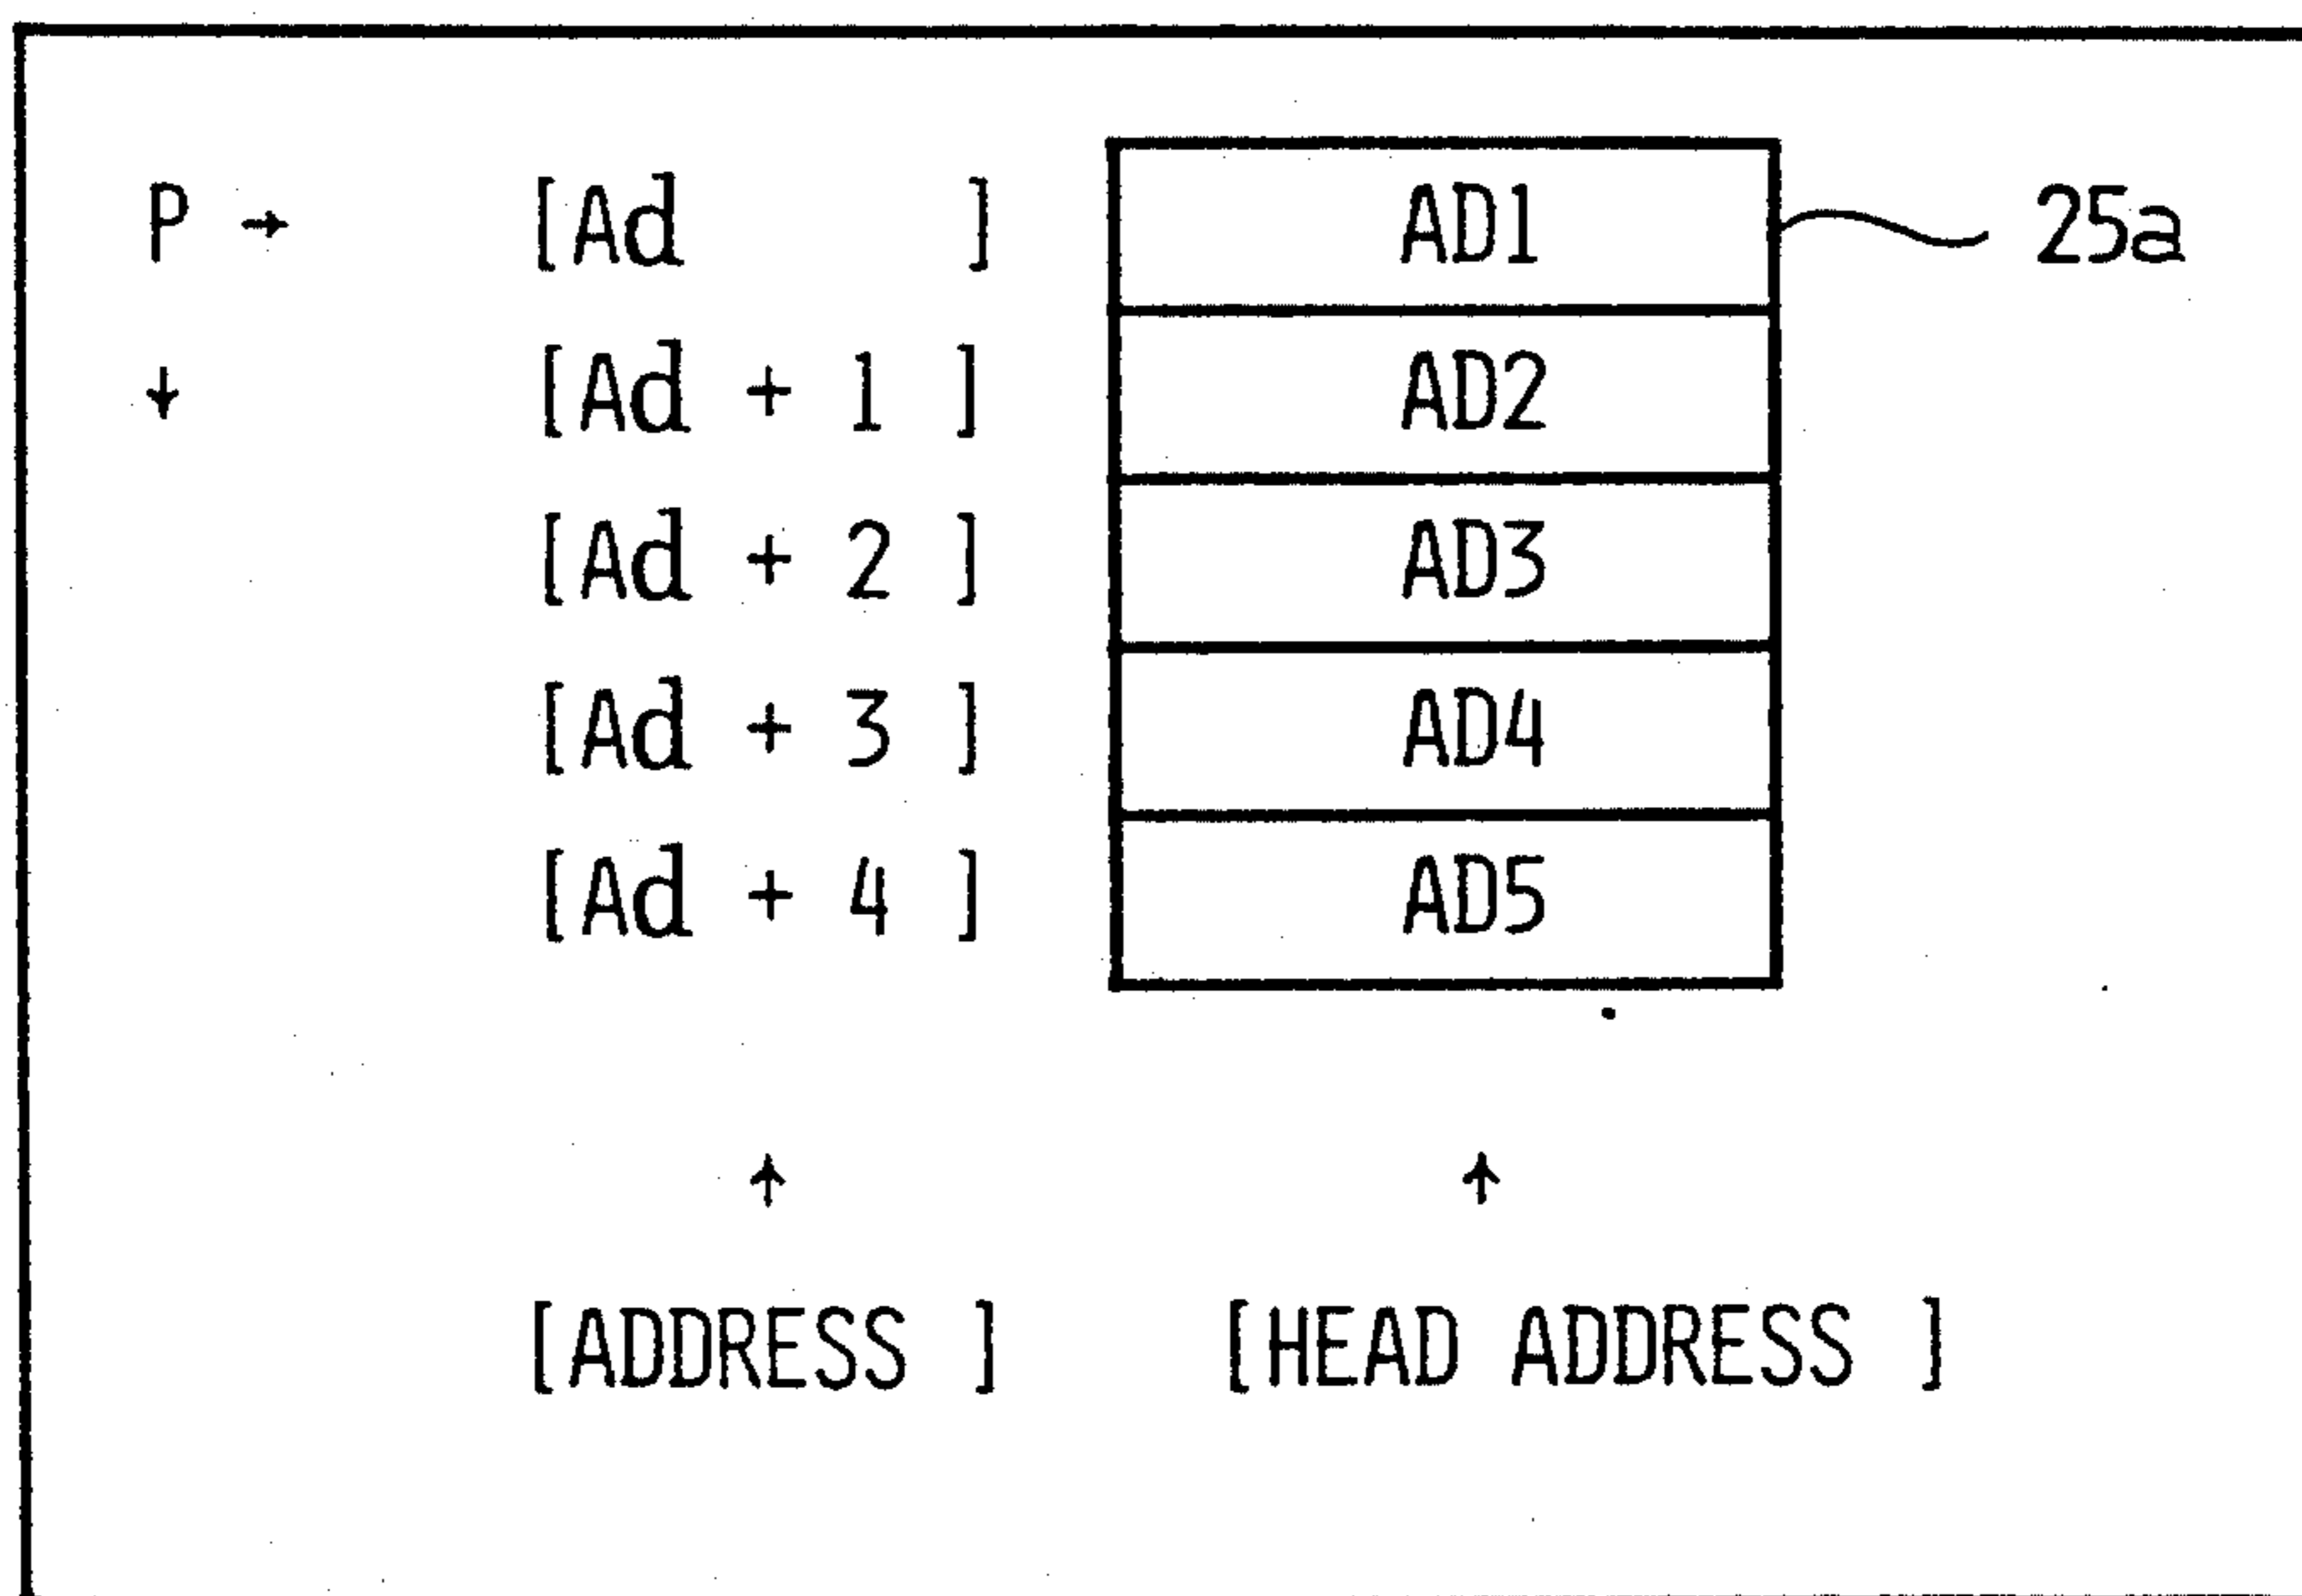 P → [Ad ] AD1 25a
↓ [Ad + 1 ] AD2
[Ad + 2 ] AD3
[Ad + 3 ] AD4
[Ad + 4 ] AD5
↑ ↑
[ADDRESS ] [HEAD ADDRESS ]